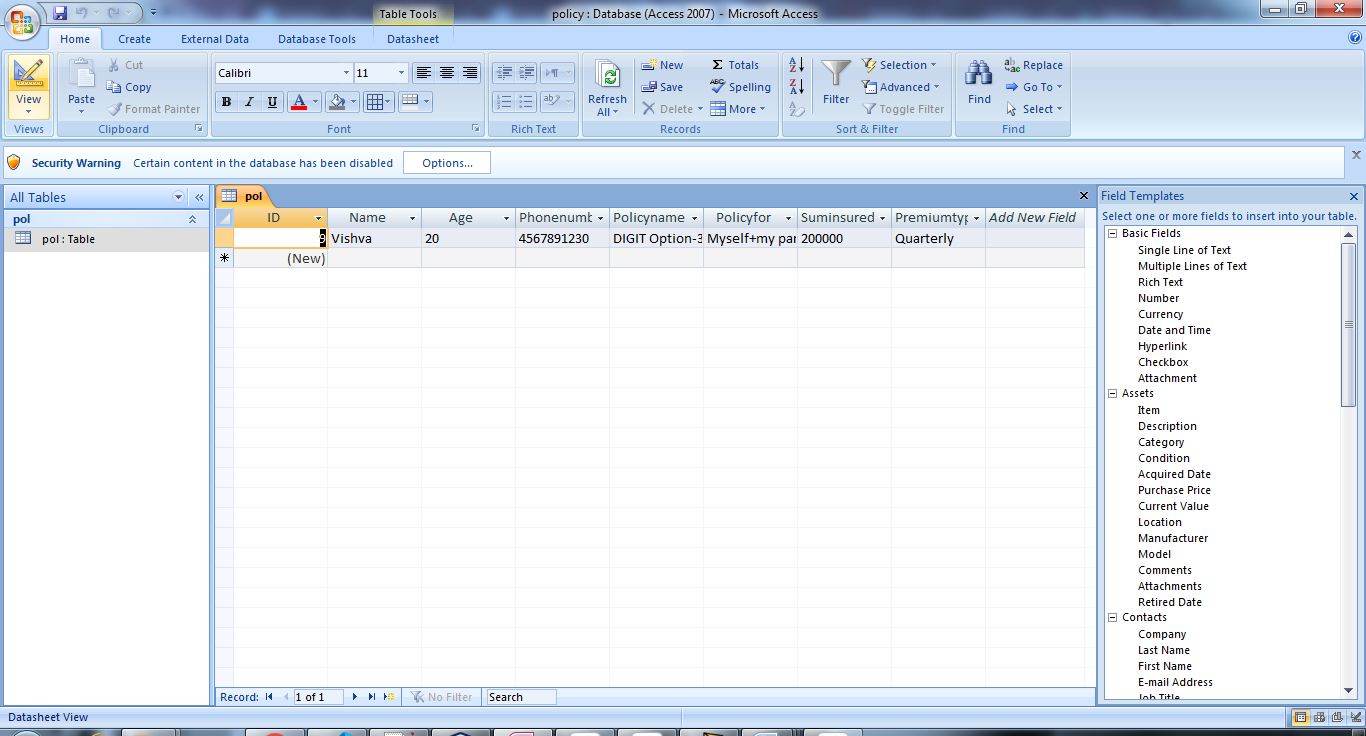 Table Tools policy : Database (Access 2007) - Microsoft Access
Home Create External Data Database Tools Datasheet
View Paste Cut Copy Format Painter
Calibri 11
B I U A
Refresh All New Save Delete Totals Spelling More
Filter Selection Advanced Toggle Filter
Find Replace Go To Select
Views Clipboard Font Rich Text Records Sort & Filter Find
Security Warning Certain content in the database has been disabled Options...
All Tables
pol
pol : Table
pol
ID Name Age Phonenumb Policyname Policyfor Suminsured Premiumtyp Add New Field
9 Vishva 20 4567891230 DIGIT Option-3 Myself+my par 200000 Quarterly
(New)
Field Templates
Select one or more fields to insert into your table.
Basic Fields
Single Line of Text
Multiple Lines of Text
Rich Text
Number
Currency
Date and Time
Hyperlink
Checkbox
Attachment
Assets
Item
Description
Category
Condition
Acquired Date
Purchase Price
Current Value
Location
Manufacturer
Model
Comments
Attachments
Retired Date
Contacts
Company
Last Name
First Name
E-mail Address
Job Title
Record: 1 of 1 No Filter Search
Datasheet View